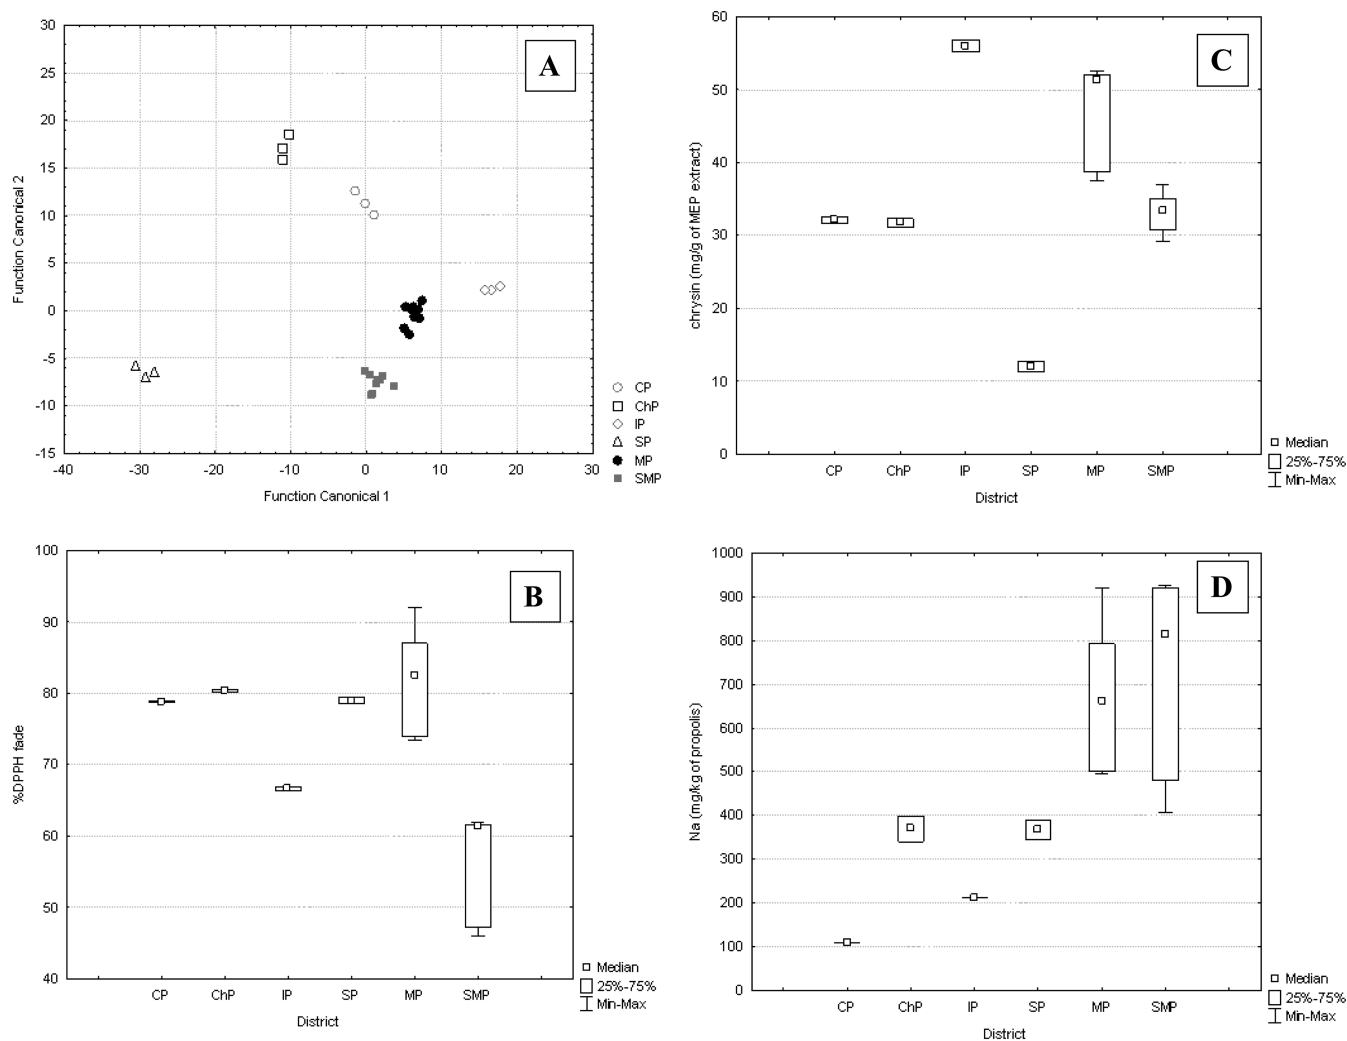 A
30
25
20
15
10
5
0
-5
-10
-15
-40
-30
-20
-10
0
10
20
30
Function Canonical 2
Function Canonical 1
CP
ChP
IP
SP
MP
SMP
C
60
50
40
30
20
10
0
chrysin (mg/g of MEP extract)
CP
ChP
IP
SP
MP
SMP
District
Median
25%-75%
Min-Max
B
100
90
80
70
60
50
40
%DPPH fade
CP
ChP
IP
SP
MP
SMP
District
Median
25%-75%
Min-Max
D
1000
900
800
700
600
500
400
300
200
100
0
Na (mg/kg of propolis)
CP
ChP
IP
SP
MP
SMP
District
Median
25%-75%
Min-Max